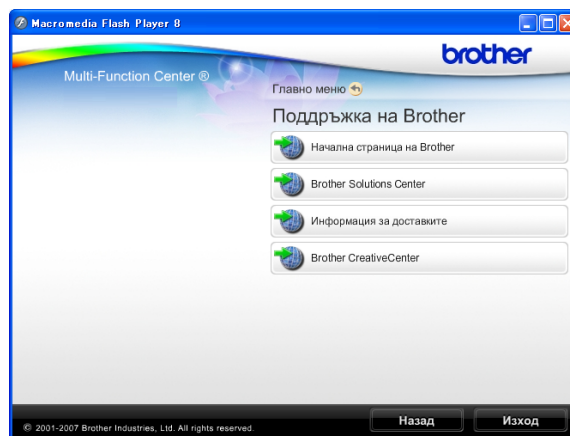 Macromedia Flash Player 8
brother
Multi-Function Center ®
Главно меню
Поддръжка на Brother
Начална страница на Brother
Brother Solutions Center
Информация за доставките
Brother CreativeCenter
© 2001-2007 Brother Industries, Ltd. All rights reserved.
Назад
Изход